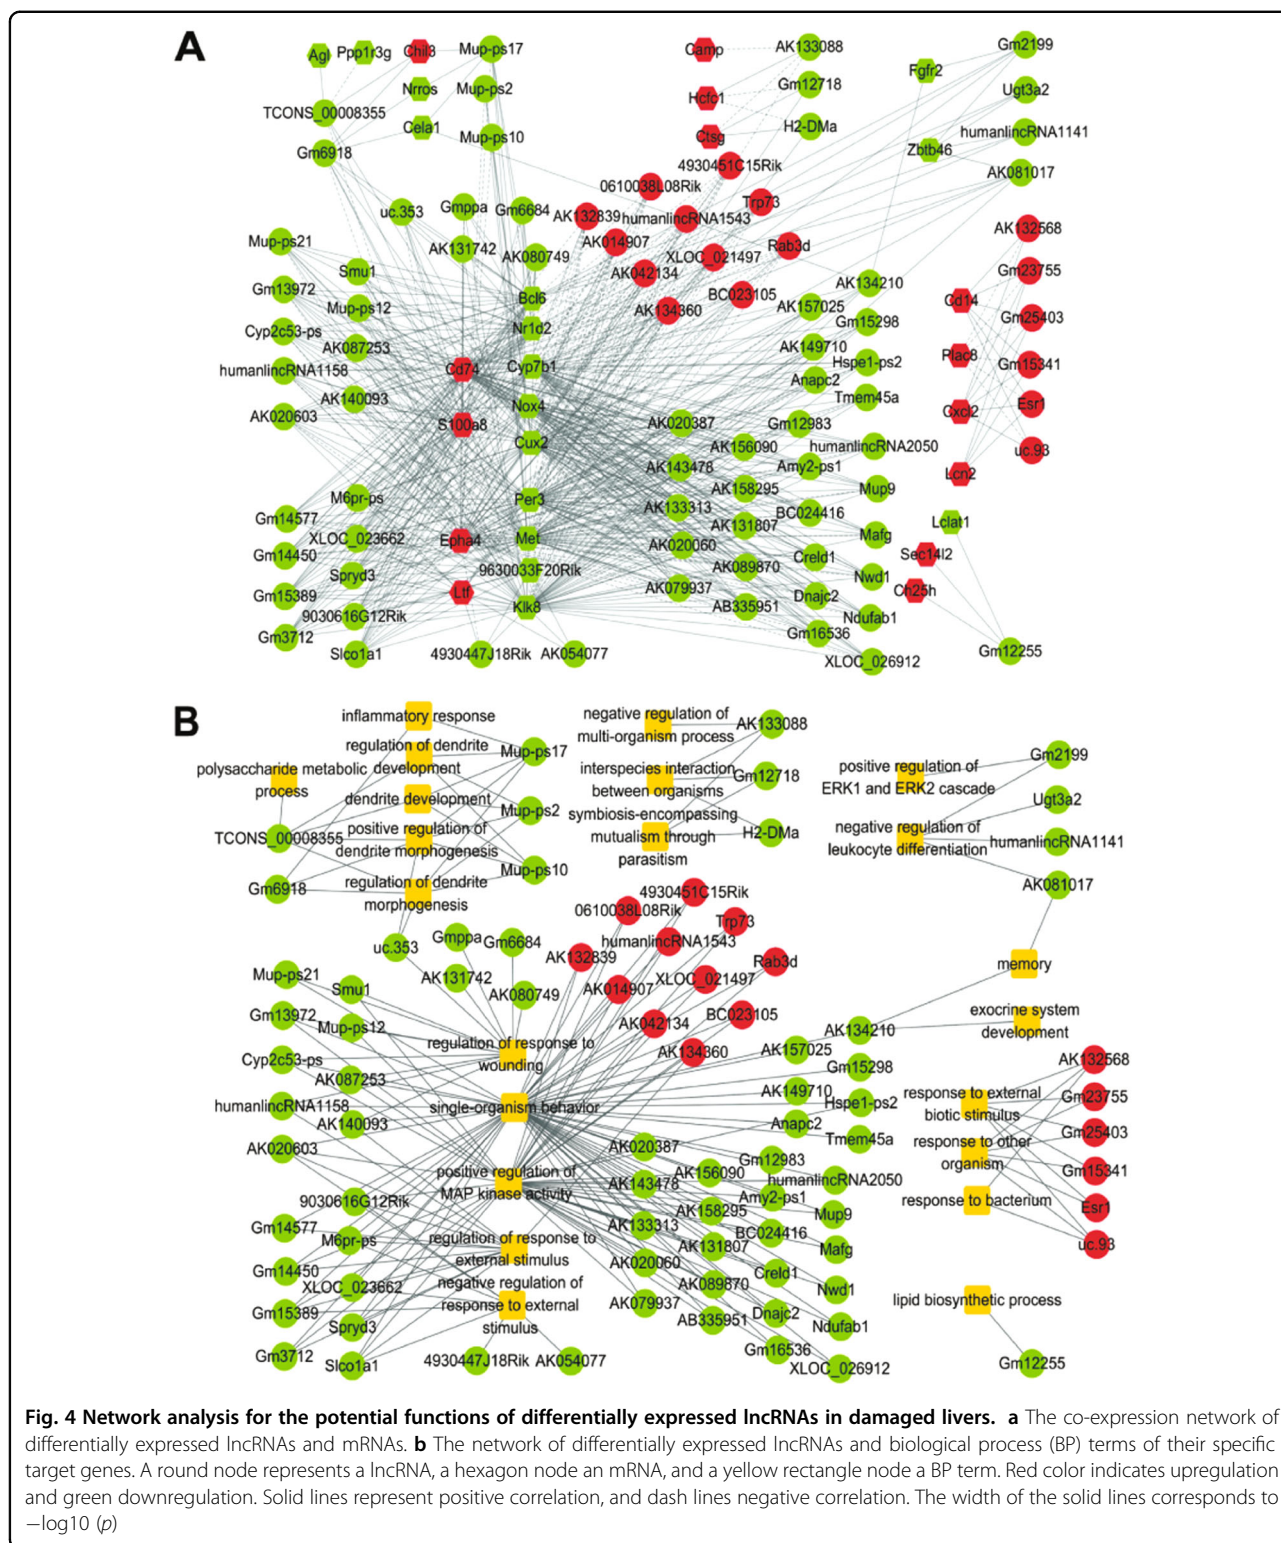 A
Agl Ppp1r3g Chil3 Mup-ps17
Nrros Mup-ps2
TCONS_00008355
Cela1 Mup-ps10
Gm6918
Camp AK133088
Hcfc1 Gm12718
Ctsg H2-DMa
Gm2199
Fgfr2
Ugt3a2
humanlincRNA1141
Zbtb46
AK081017
4930451C15Rik
0610038L08Rik
Trp73
AK132839 humanlincRNA1543
AK014907
Rab3d
XLOC_021497
AK042134
BC023105
AK134360
uc.353 Gmppa Gm6684
AK131742
AK080749
Mup-ps21
Smu1
Gm13972
Mup-ps12
Cyp2c53-ps
AK087253
humanlincRNA1158
AK140093
AK020603
Bcl6
Nr1d2
Cd74 Cyp7b1
Nox4
S100a8
Cux2
Per3
Epha4 Met
9630033F20Rik
Ltf
Klk8
M6pr-ps
Gm14577
XLOC_023662
Gm14450
Spryd3
Gm15389
9030616G12Rik
Gm3712
Slco1a1
4930447J18Rik AK054077
AK134210
AK157025
Gm15298
AK149710
Hspe1-ps2
Anapc2
Tmem45a
AK020387
Gm12983
AK156090
humanlincRNA2050
AK143478
Amy2-ps1
AK158295
Mup9
AK133313
BC024416
AK131807
Mafg
AK020060
Creld1
AK089870
Nwd1
AK079937
Dnajc2
AB335951
Ndufab1
Gm16536
XLOC_026912
AK132568
Gm23755
Cd14
Gm25403
Plac8
Gm15341
Cxcl2
Esr1
uc.93
Lcn2
Lclat1
Sec14l2
Ch25h
Gm12255
B
inflammatory response
regulation of dendrite
development
polysaccharide metabolic
process
dendrite development
positive regulation of
dendrite morphogenesis
regulation of dendrite
morphogenesis
Mup-ps17
Mup-ps2
Mup-ps10
TCONS_00008355
Gm6918
uc.353
negative regulation of
multi-organism process
interspecies interaction
between organisms
symbiosis-encompassing
mutualism through
parasitism
AK133088
Gm12718
H2-DMa
positive regulation of
ERK1 and ERK2 cascade
negative regulation of
leukocyte differentiation
Gm2199
Ugt3a2
humanlincRNA1141
AK081017
memory
exocrine system
development
4930451C15Rik
0610038L08Rik
Trp73
humanlincRNA1543
AK132839
Rab3d
XLOC_021497
AK014907
BC023105
AK042134
AK134360
Gmppa Gm6684
AK131742
AK080749
Mup-ps21
Smu1
Gm13972
Mup-ps12
Cyp2c53-ps
AK087253
humanlincRNA1158
AK140093
AK020603
regulation of response to
wounding
single-organism behavior
positive regulation of
MAP kinase activity
regulation of response to
external stimulus
negative regulation of
response to external
stimulus
9030616G12Rik
Gm14577
M6pr-ps
Gm14450
XLOC_023662
Gm15389
Spryd3
Gm3712
Slco1a1
4930447J18Rik AK054077
AK134210
AK157025
Gm15298
AK149710
Hspe1-ps2
Anapc2
Tmem45a
AK020387
Gm12983
AK156090
humanlincRNA2050
AK143478
Amy2-ps1
AK158295
Mup9
AK133313
BC024416
AK131807
Mafg
AK020060
Creld1
AK089870
Nwd1
AK079937
Dnajc2
AB335951
Ndufab1
Gm16536
XLOC_026912
AK132568
response to external
biotic stimulus
Gm23755
Gm25403
response to other
organism
Gm15341
response to bacterium
Esr1
uc.93
lipid biosynthetic process
Gm12255
Fig. 4 Network analysis for the potential functions of differentially expressed lncRNAs in damaged livers. a The co-expression network of
differentially expressed lncRNAs and mRNAs. b The network of differentially expressed lncRNAs and biological process (BP) terms of their specific
target genes. A round node represents a lncRNA, a hexagon node an mRNA, and a yellow rectangle node a BP term. Red color indicates upregulation
and green downregulation. Solid lines represent positive correlation, and dash lines negative correlation. The width of the solid lines corresponds to
−log10 (p)